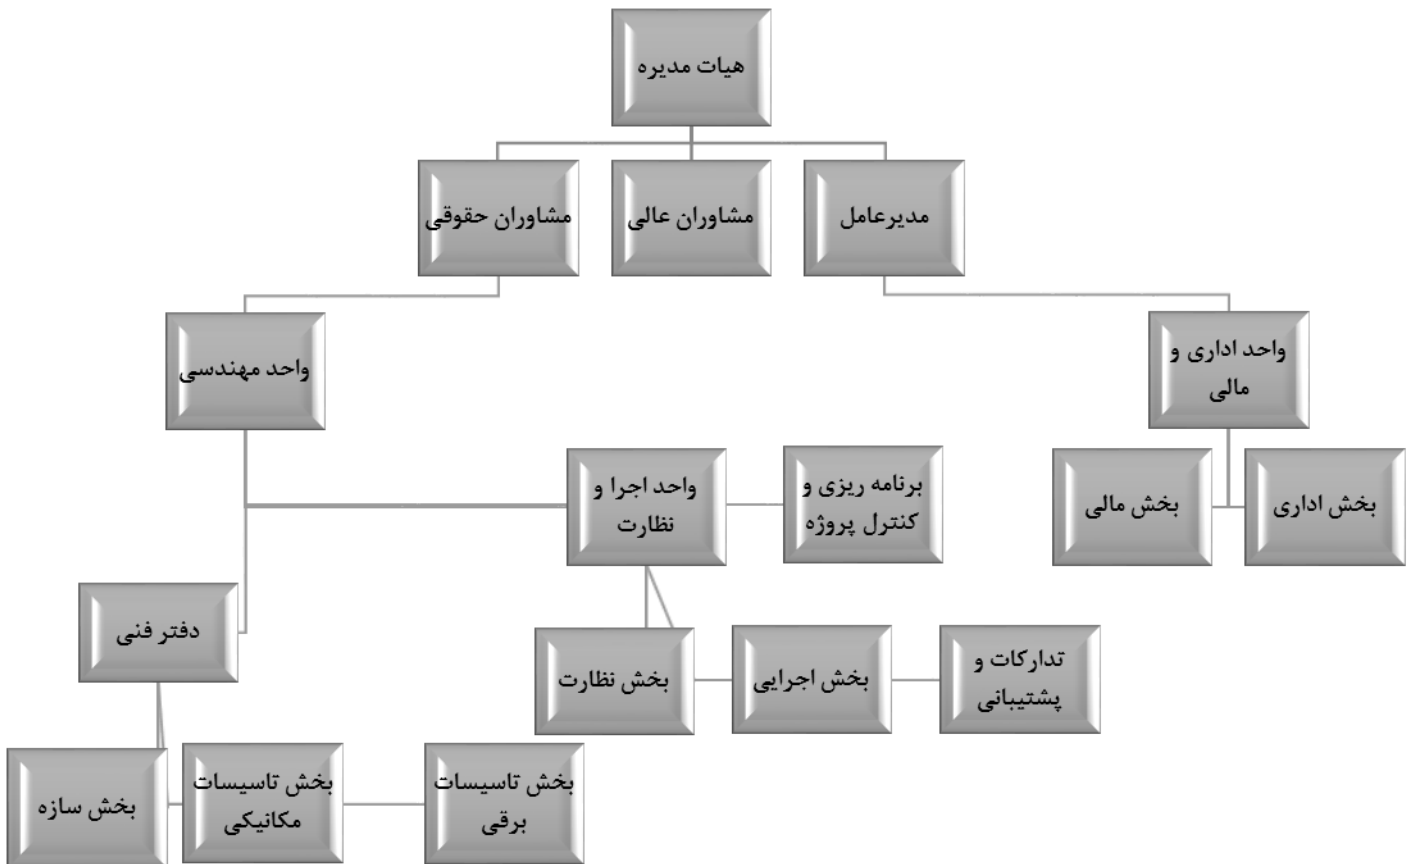 هیات مدیره
مدیرعامل
مشاوران عالی
مشاوران حقوقی
واحد اداری و
مالی
واحد مهندسی
بخش اداری
بخش مالی
برنامه ریزی و
کنترل پروژه
واحد اجرا و
نظارت
دفتر فنی
تدارکات و
پشتیبانی
بخش اجرایی
بخش نظارت
بخش تاسیسات
برقی
بخش تاسیسات
مکانیکی
بخش سازه